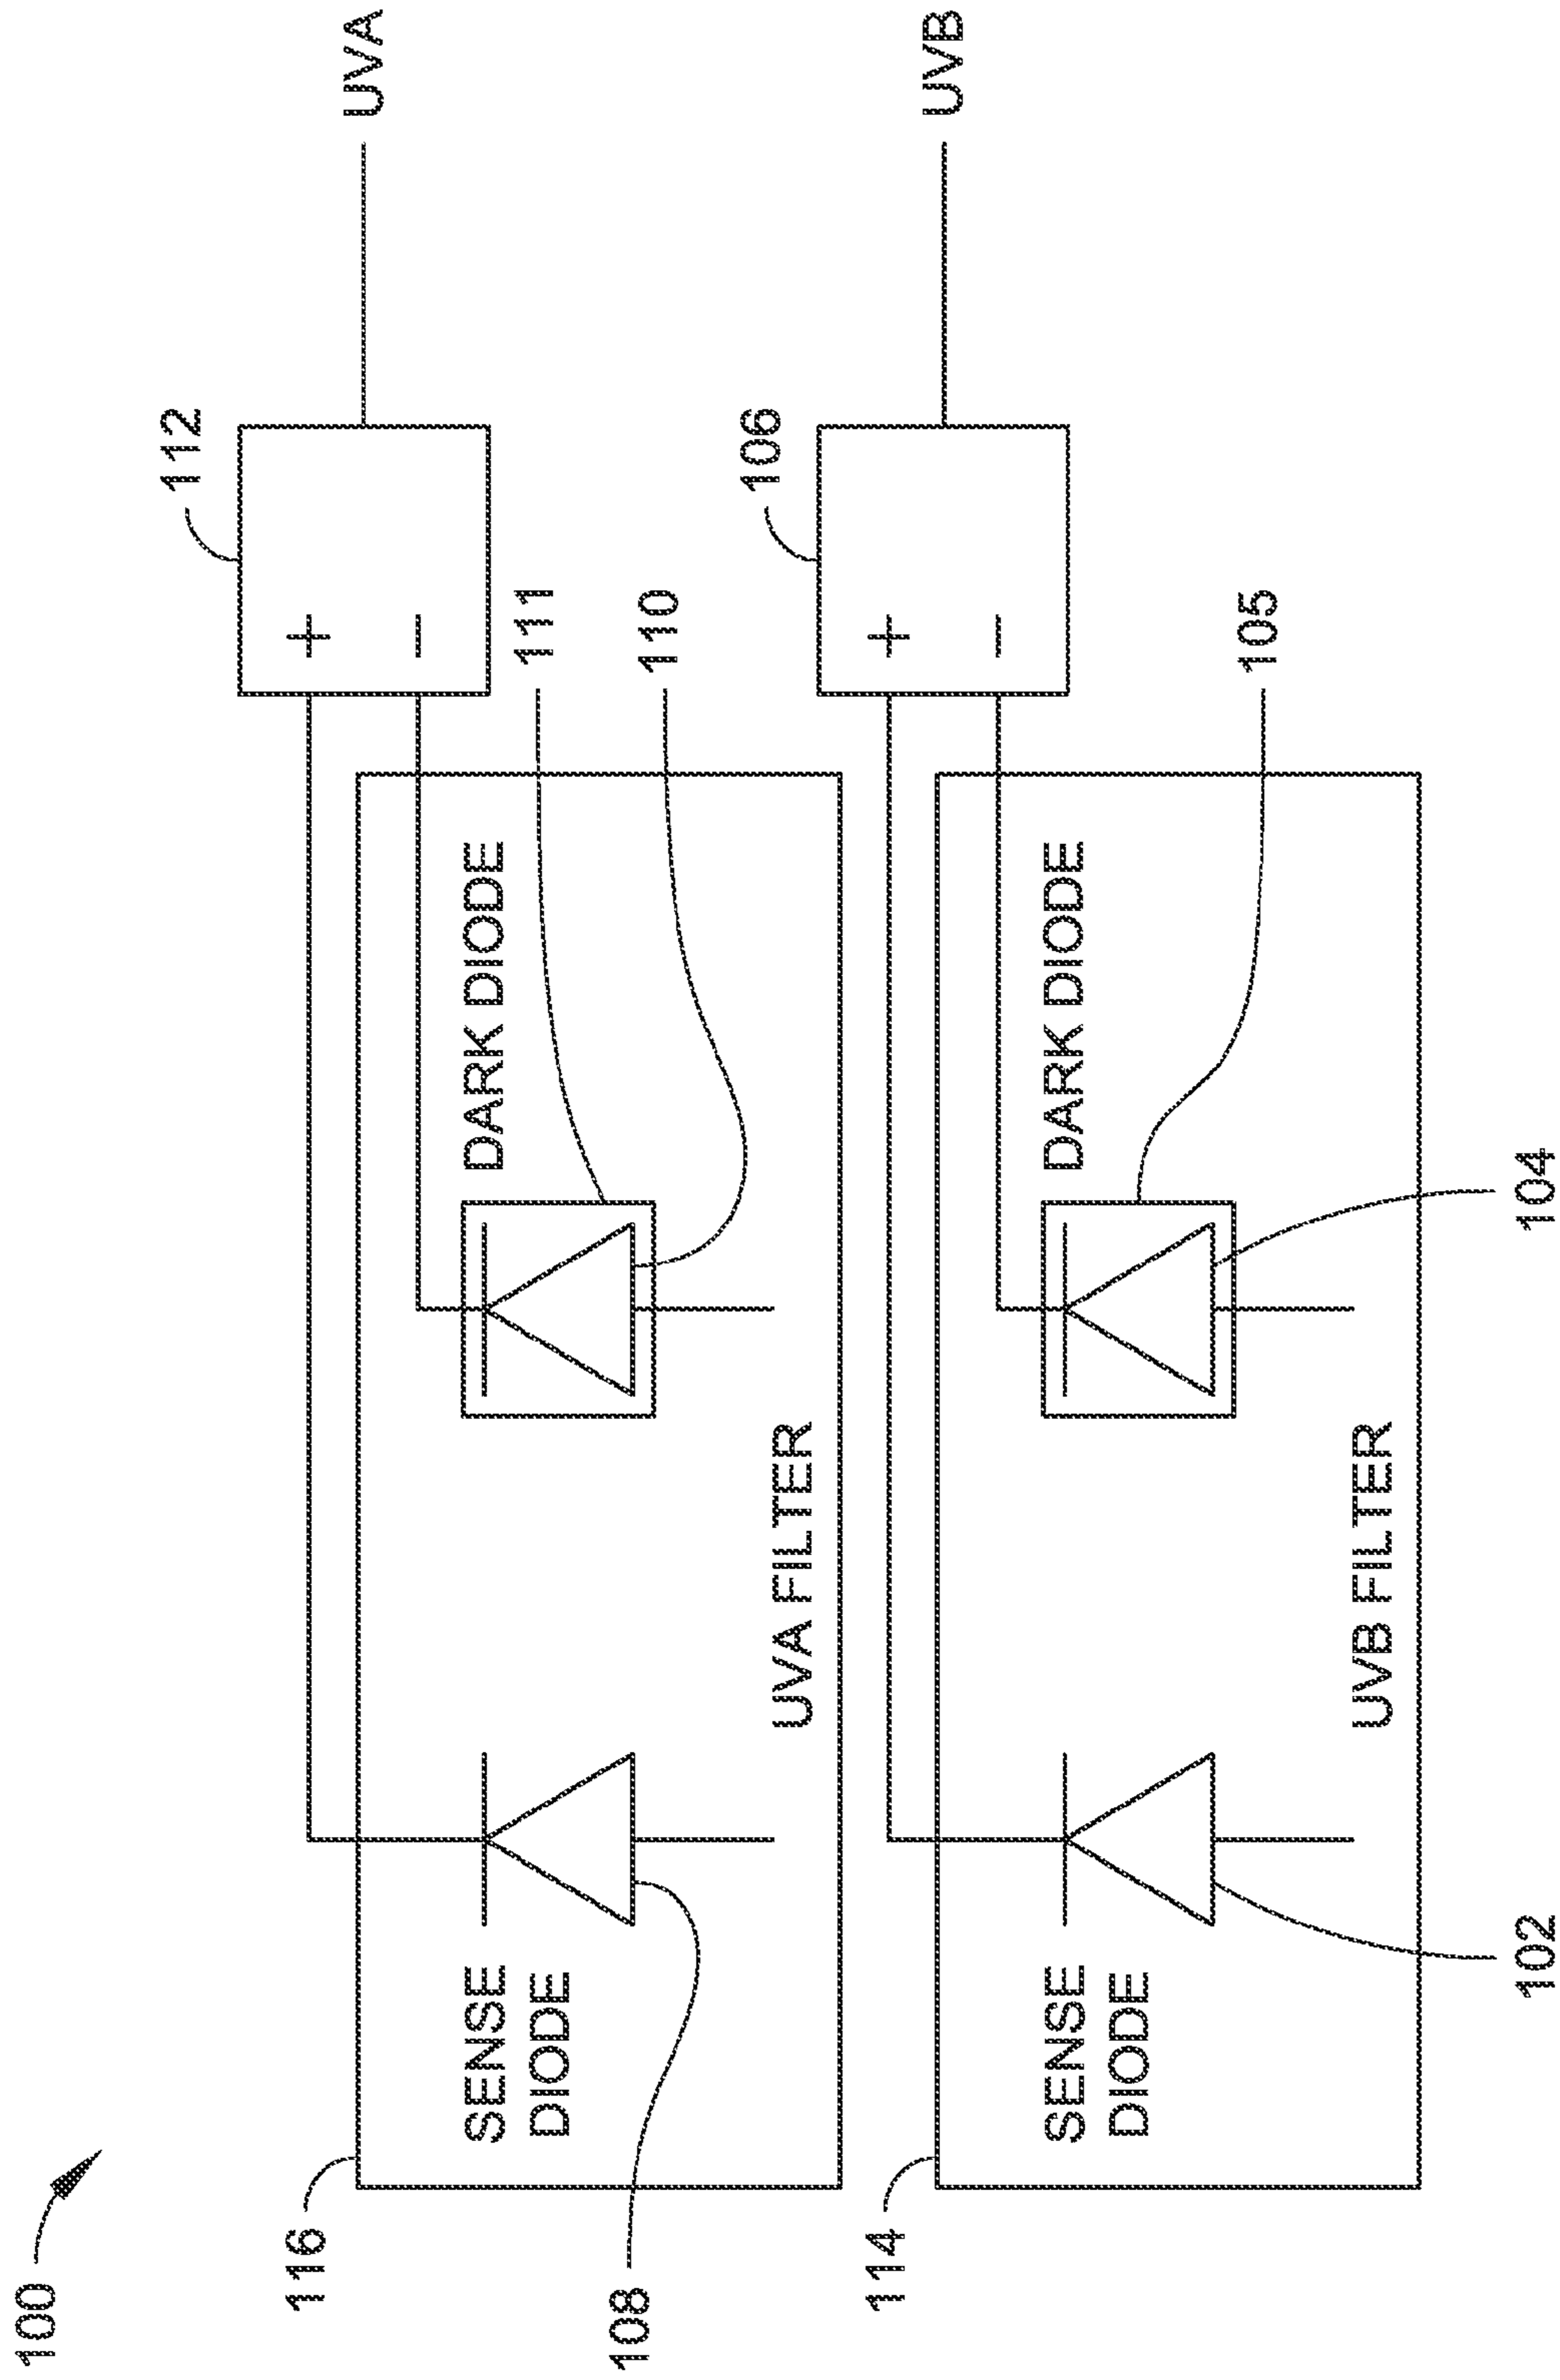 100
112
UVA
116
SENSE
DIODE
DARK DIODE
111
110
108
UVA FILTER
106
UVB
114
SENSE
DIODE
DARK DIODE
105
UVB FILTER
102
104
+
−
+
−